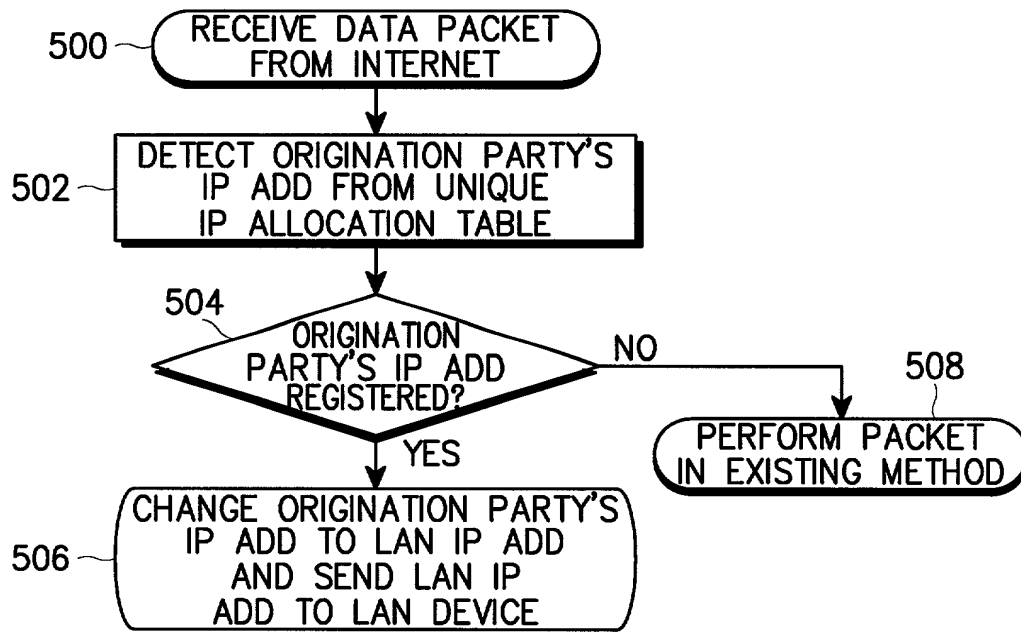 500
RECEIVE DATA PACKET
FROM INTERNET
502
DETECT ORIGINATION PARTY'S
IP ADD FROM UNIQUE
IP ALLOCATION TABLE
504
ORIGINATION
PARTY'S IP ADD
REGISTERED?
NO
YES
508
PERFORM PACKET
IN EXISTING METHOD
506
CHANGE ORIGINATION PARTY'S
IP ADD TO LAN IP ADD
AND SEND LAN IP
ADD TO LAN DEVICE